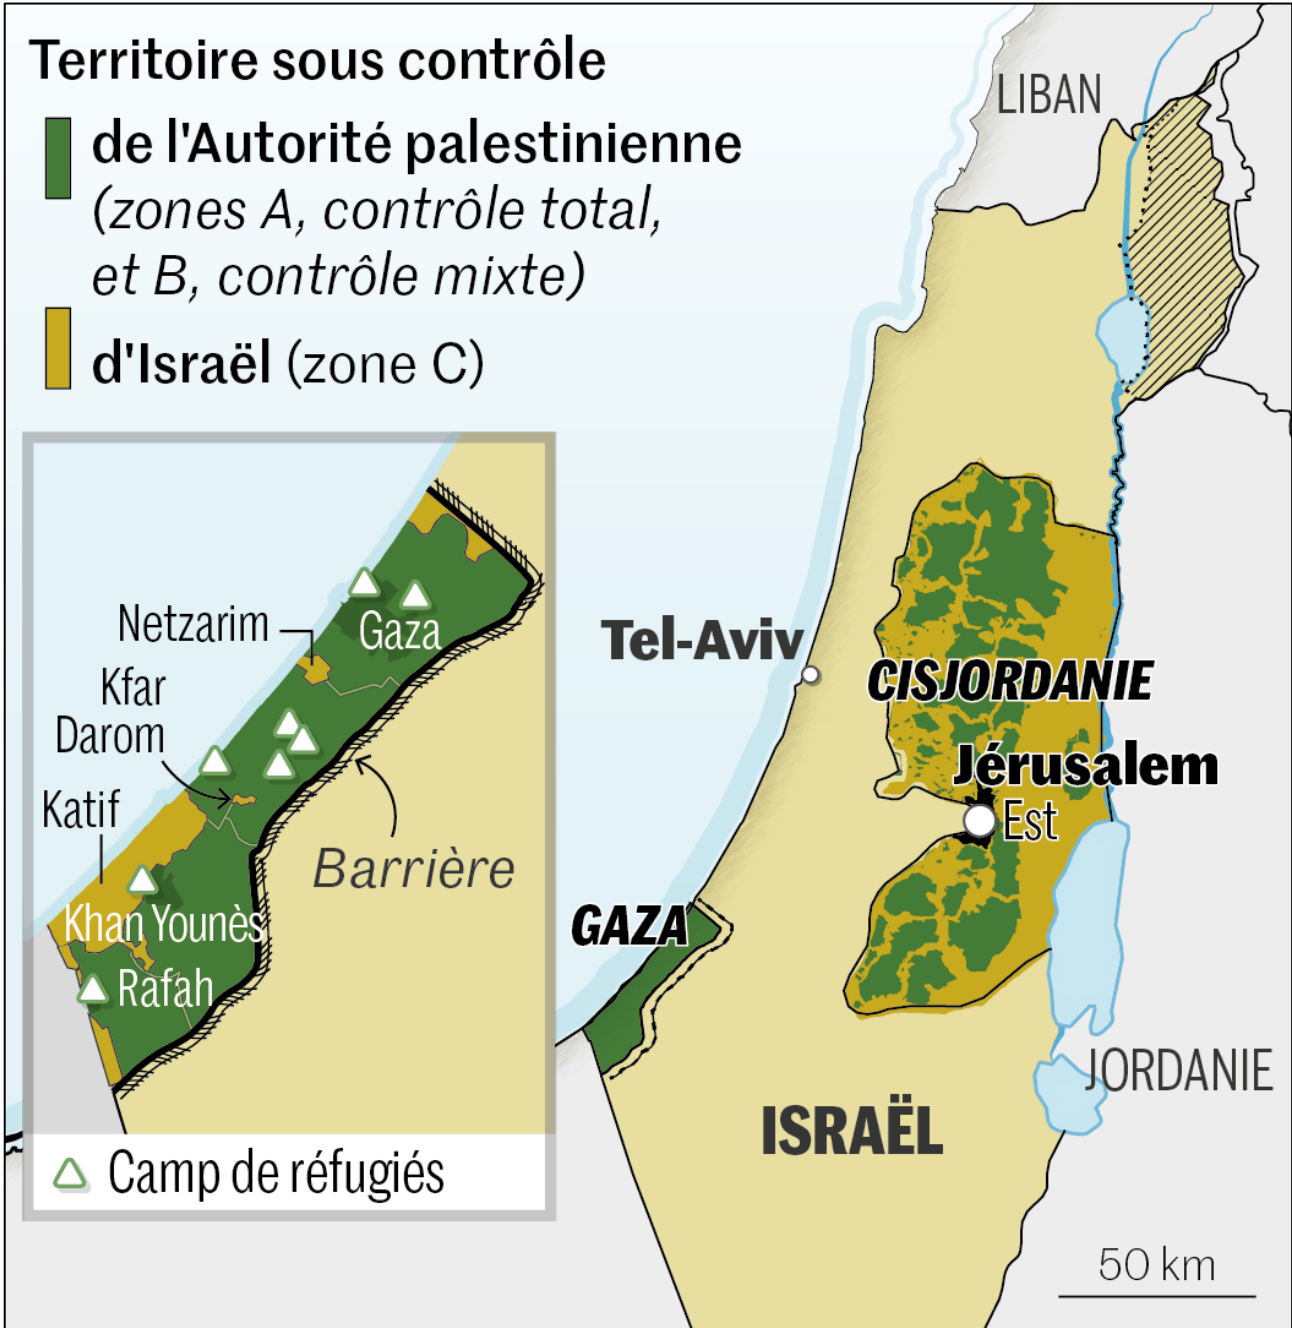 Territoire sous contrôle
de l'Autorité palestinienne
(zones A, contrôle total,
et B, contrôle mixte)
d'Israël (zone C)
LIBAN
Netzarim
Gaza
Kfar
Darom
Katif
Barrière
Khan Younès
Rafah
Camp de réfugiés
Tel-Aviv
CISJORDANIE
Jérusalem
Est
GAZA
JORDANIE
ISRAËL
50 km